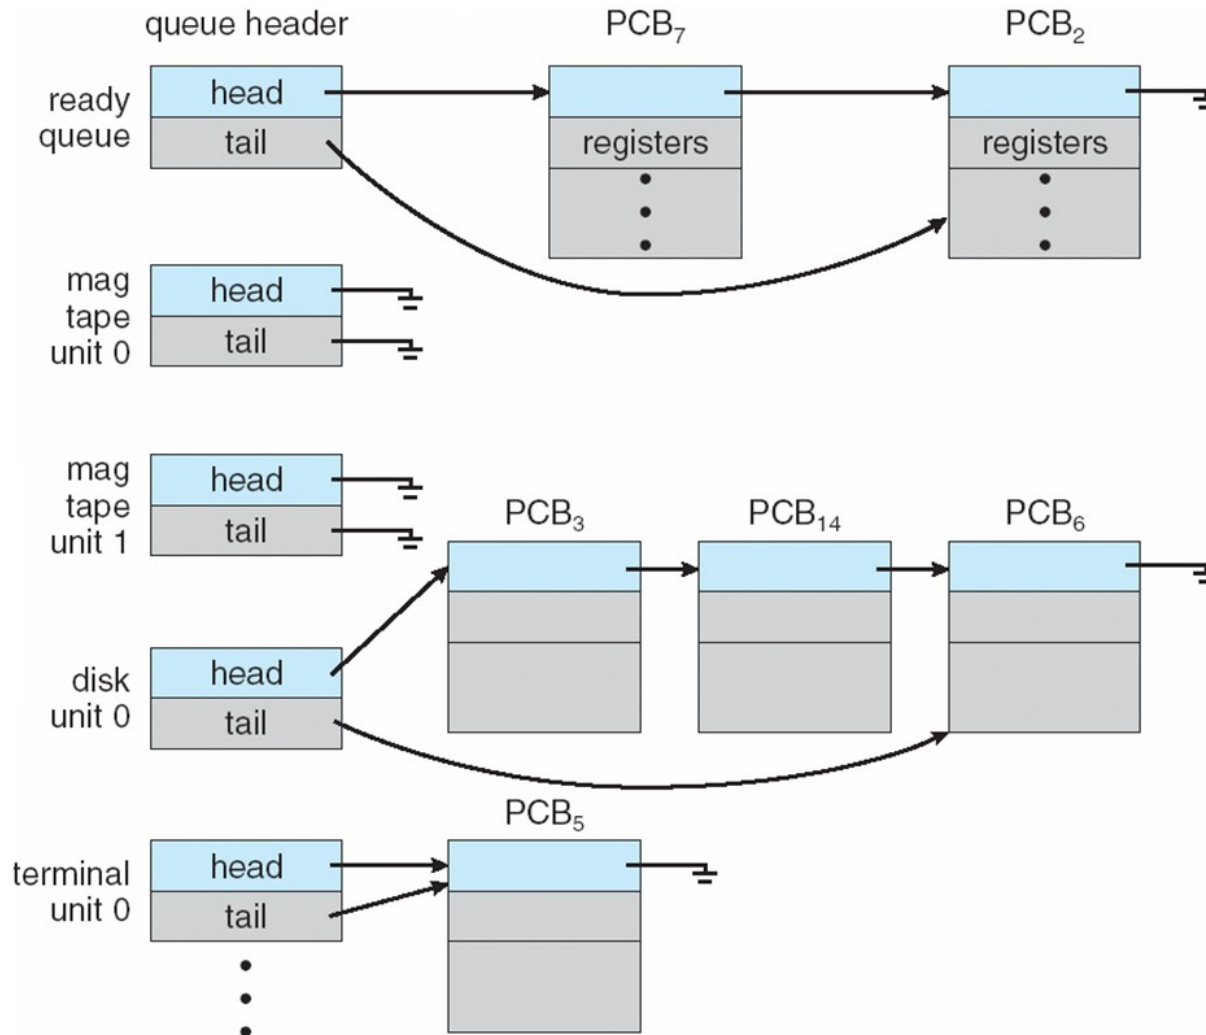 queue header
PCB₇
PCB₂
ready
queue
head
tail
registers
registers
mag
tape
unit 0
head
tail
mag
tape
unit 1
head
tail
PCB₃
PCB₁₄
PCB₆
disk
unit 0
head
tail
PCB₅
terminal
unit 0
head
tail